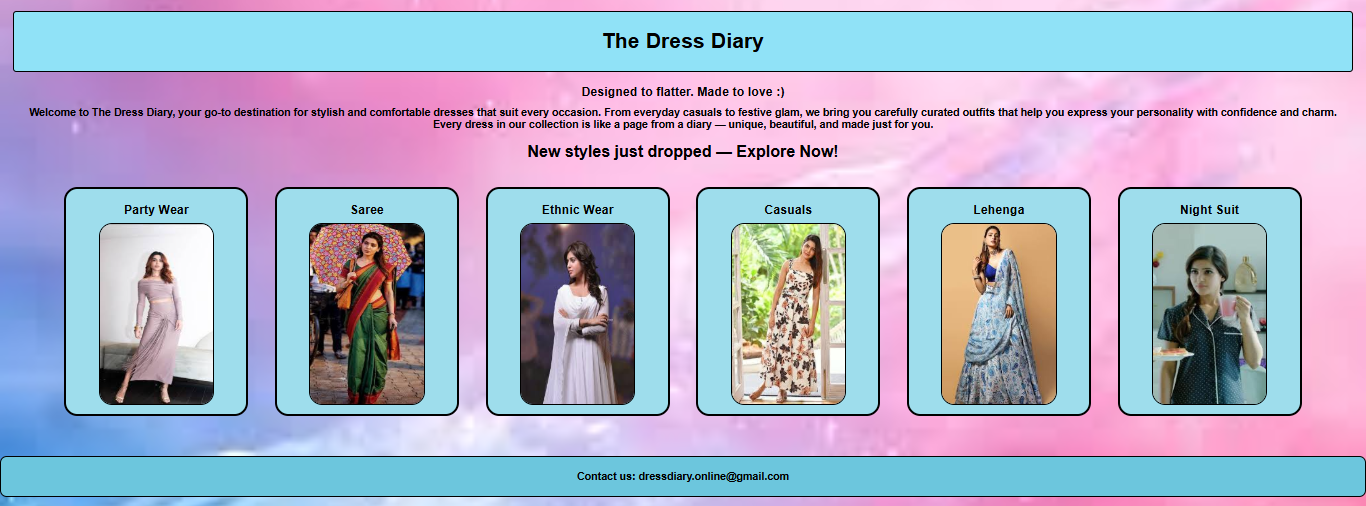 The Dress Diary
Designed to flatter. Made to love :)
Welcome to The Dress Diary, your go-to destination for stylish and comfortable dresses that suit every occasion. From everyday casuals to festive glam, we bring you carefully curated outfits that help you express your personality with confidence and charm.
Every dress in our collection is like a page from a diary — unique, beautiful, and made just for you.
New styles just dropped — Explore Now!
Party Wear
Saree
Ethnic Wear
Casuals
Lehenga
Night Suit
Contact us: dressdiary.online@gmail.com